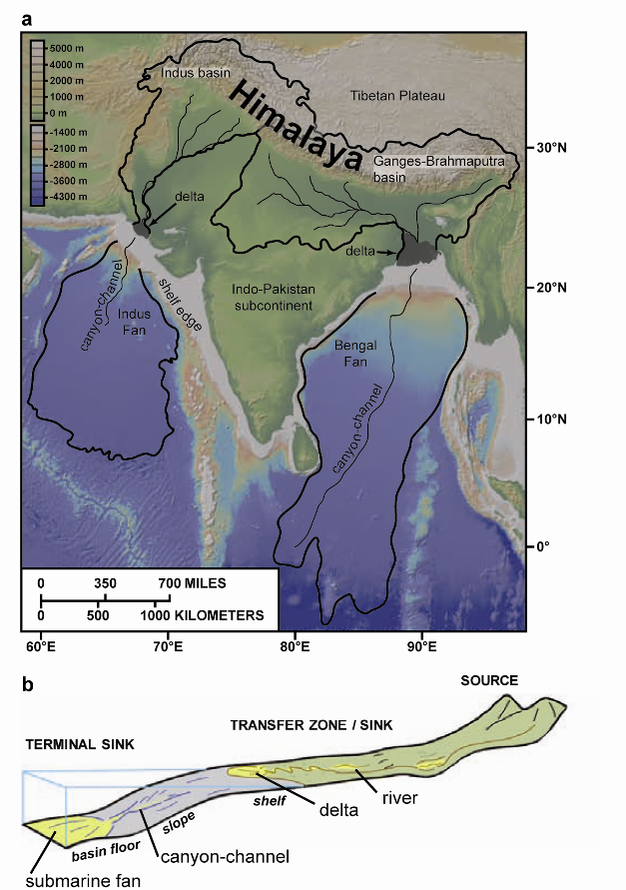 a
5000 m
4000 m
2000 m
1000 m
0 m
-1400 m
-2100 m
-2800 m
-3600 m
-4300 m
Indus basin
Himalaya
Tibetan Plateau
Ganges-Brahmaputra
basin
delta
delta
canyon-channel
Indus
Fan
shelf edge
Indo-Pakistan
subcontinent
Bengal
Fan
canyon-channel
30°N
20°N
10°N
0°
0 350 700 MILES
0 500 1000 KILOMETERS
60°E 70°E 80°E 90°E
b
SOURCE
TRANSFER ZONE / SINK
TERMINAL SINK
shelf
delta
river
slope
basin floor
canyon-channel
submarine fan